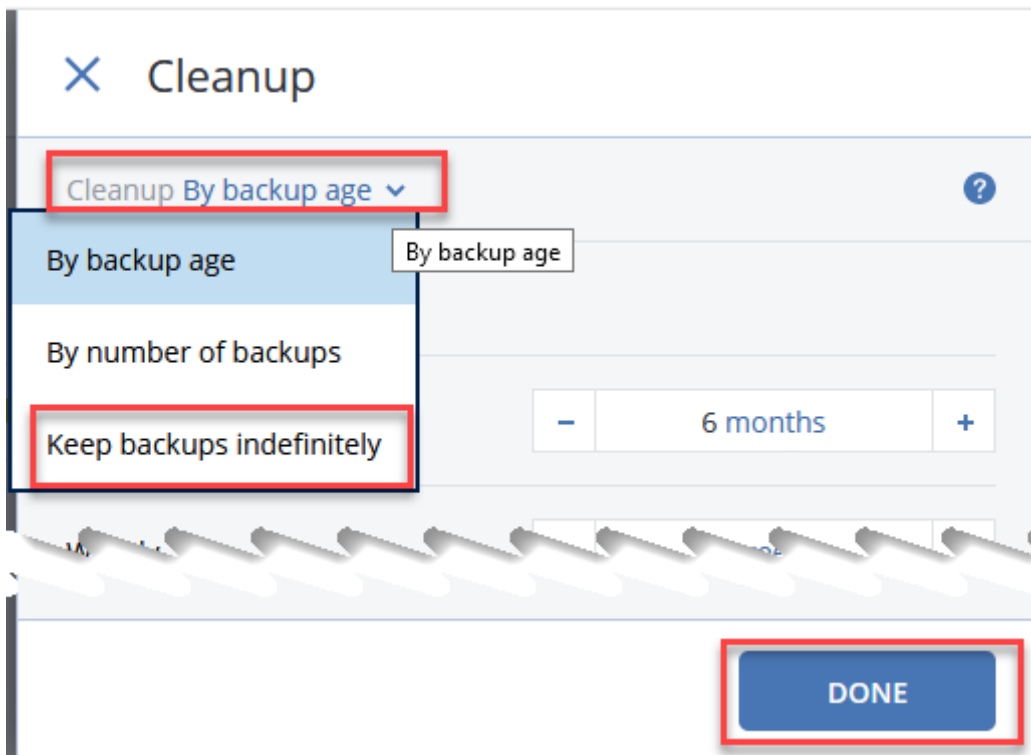 Cleanup
Cleanup By backup age
By backup age
By backup age
By number of backups
Keep backups indefinitely
- 6 months +
DONE